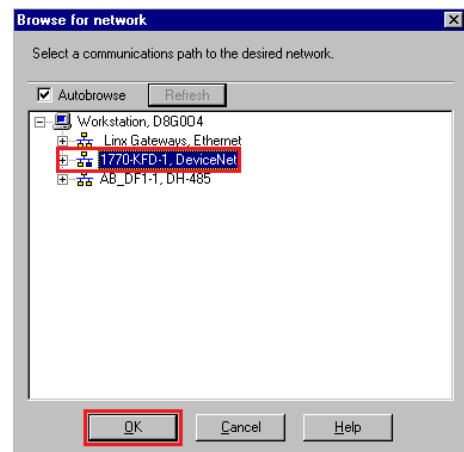 Browse for network
Select a communications path to the desired network.
Autobrowse Refresh
Workstation, D8G004
Linx Gateways, Ethernet
1770-KFD-1, DeviceNet
AB_DF1-1, DH-485
OK Cancel Help